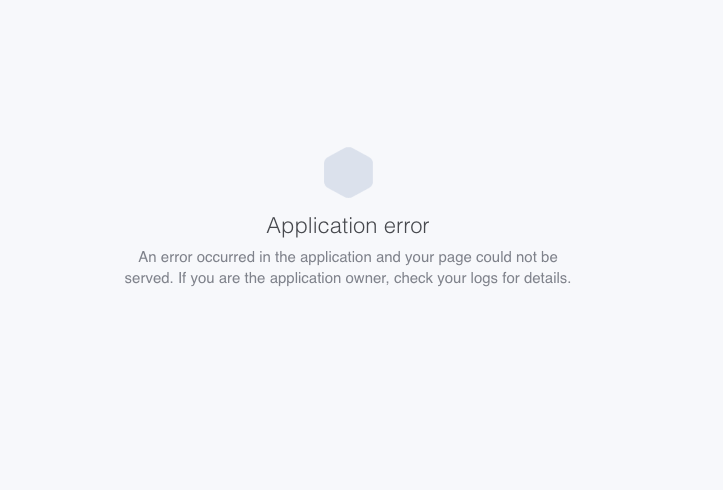 Application error
An error occurred in the application and your page could not be
served. If you are the application owner, check your logs for details.